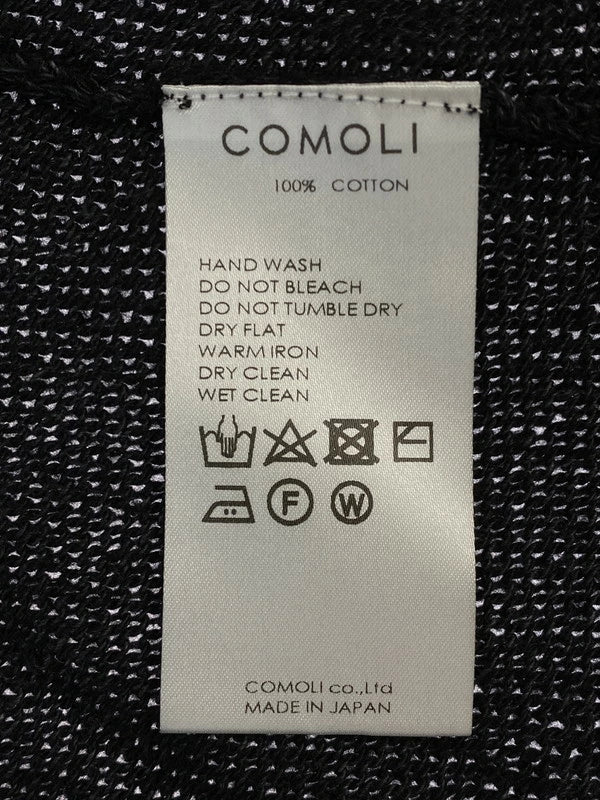 COMOLI
100% COTTON
HAND WASH
DO NOT BLEACH
DO NOT TUMBLE DRY
DRY FLAT
WARM IRON
DRY CLEAN
WET CLEAN
F W
COMOLI co.,Ltd
MADE IN JAPAN